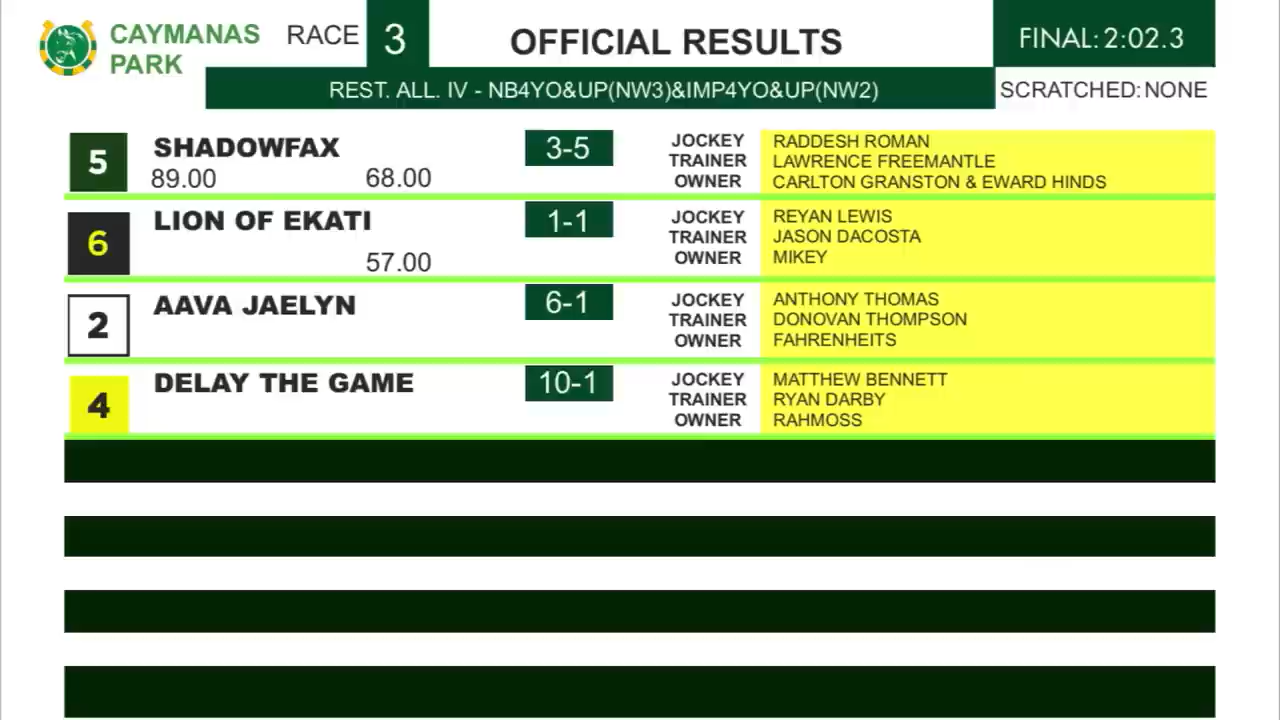 CAYMANAS PARK
RACE 3
OFFICIAL RESULTS
FINAL: 2:02.3
REST. ALL. IV - NB4YO&UP(NW3)&IMP4YO&UP(NW2)
SCRATCHED: NONE
5 SHADOWFAX 3-5
89.00 68.00
JOCKEY RADDESH ROMAN
TRAINER LAWRENCE FREEMANTLE
OWNER CARLTON GRANSTON & EWARD HINDS
6 LION OF EKATI 1-1
57.00
JOCKEY REYAN LEWIS
TRAINER JASON DACOSTA
OWNER MIKEY
2 AAVA JAELYN 6-1
JOCKEY ANTHONY THOMAS
TRAINER DONOVAN THOMPSON
OWNER FAHRENHEITS
4 DELAY THE GAME 10-1
JOCKEY MATTHEW BENNETT
TRAINER RYAN DARBY
OWNER RAHMOSS